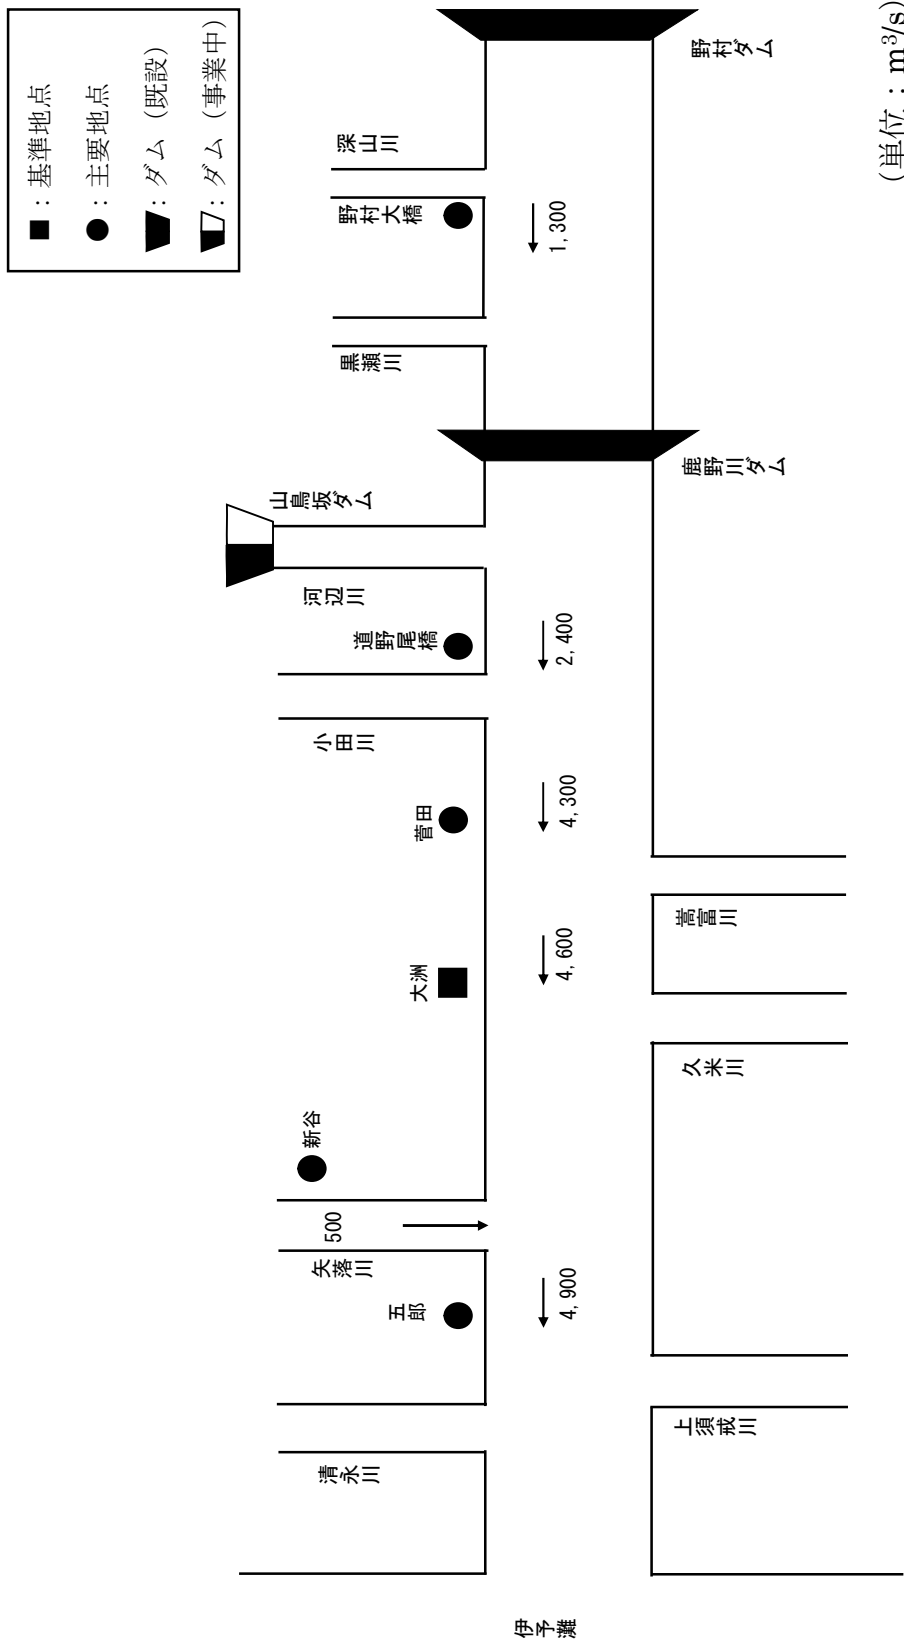 ■：基準地点
●：主要地点
：ダム（既設）
：ダム（事業中）
野村ダム
（単位：m³/s）
深山川
野村大橋
1,300
黒瀬川
鹿野川ダム
山鳥坂ダム
河辺川
道野尾橋
2,400
小田川
菅田
4,300
嵩富川
大洲
4,600
久米川
新谷
500
矢落川
五郎
4,900
上須戒川
清永川
伊予灘